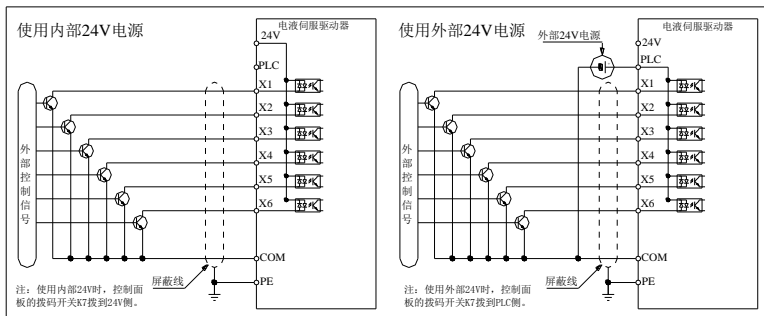 使用内部24V电源
电液伺服驱动器
24V
PLC
X1
X2
X3
X4
X5
X6
COM
PE
外部控制信号
屏蔽线
注：使用内部24V时，控制面
板的拨码开关K7拨到24V侧。
使用外部24V电源
外部24V电源
电液伺服驱动器
24V
PLC
X1
X2
X3
X4
X5
X6
COM
PE
外部控制信号
屏蔽线
注：使用外部24V时，控制面
板的拨码开关K7拨到PLC侧。